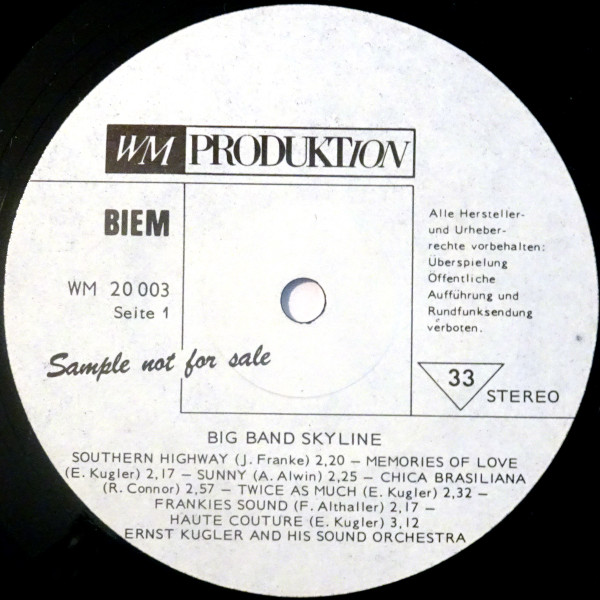 WM PRODUKTION
BIEM
WM 20 003
Seite 1
Alle Hersteller-
und Urheber-
rechte vorbehalten:
Überspielung
Öffentliche
Aufführung und
Rundfunksendung
verboten.
Sample not for sale
33
STEREO
BIG BAND SKYLINE
SOUTHERN HIGHWAY (J. Franke) 2,20 – MEMORIES OF LOVE
(E. Kugler) 2,17 – SUNNY (A. Alwin) 2,25 – CHICA BRASILIANA
(R. Connor) 2,57 – TWICE AS MUCH (E. Kugler) 2,32 –
FRANKIES SOUND (F. Althaller) 2,17 –
HAUTE COUTURE (E. Kugler) 3,12
ERNST KUGLER AND HIS SOUND ORCHESTRA